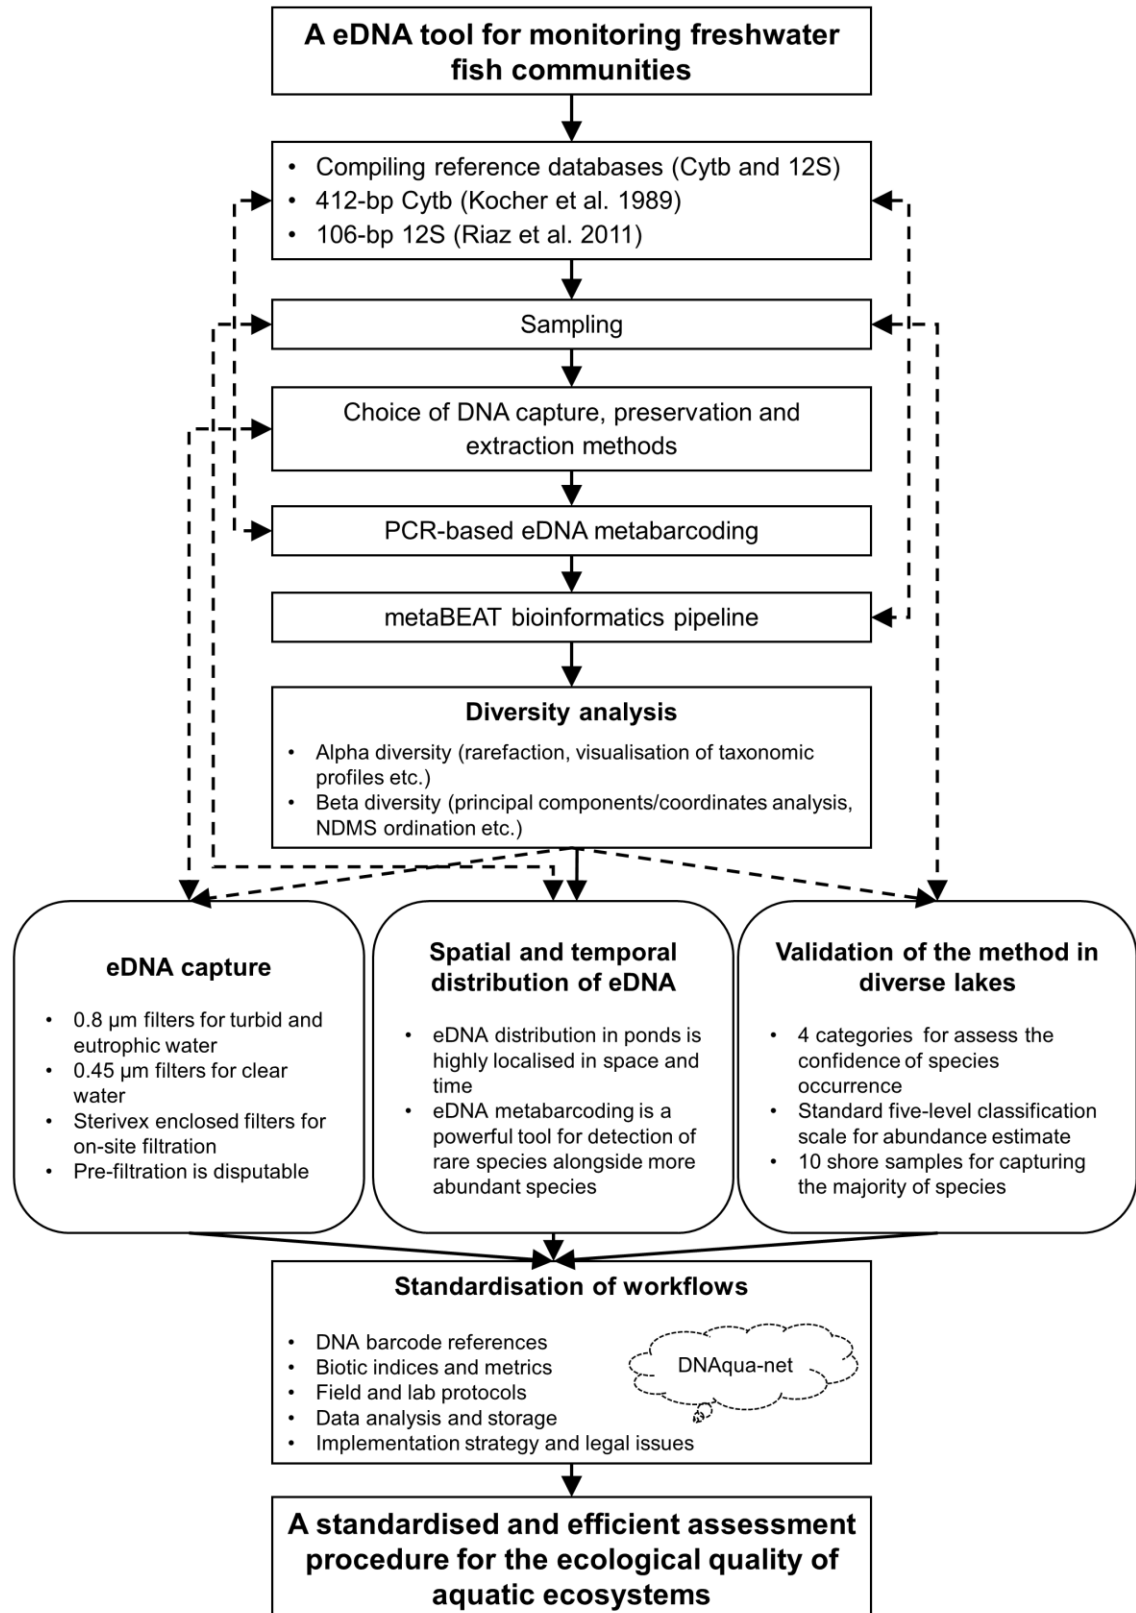 A eDNA tool for monitoring freshwater
fish communities
• Compiling reference databases (Cytb and 12S)
• 412-bp Cytb (Kocher et al. 1989)
• 106-bp 12S (Riaz et al. 2011)
Sampling
Choice of DNA capture, preservation and
extraction methods
PCR-based eDNA metabarcoding
metaBEAT bioinformatics pipeline
Diversity analysis
• Alpha diversity (rarefaction, visualisation of taxonomic
profiles etc.)
• Beta diversity (principal components/coordinates analysis,
NDMS ordination etc.)
eDNA capture
• 0.8 µm filters for turbid and
eutrophic water
• 0.45 µm filters for clear
water
• Sterivex enclosed filters for
on-site filtration
• Pre-filtration is disputable
Spatial and temporal
distribution of eDNA
• eDNA distribution in ponds is
highly localised in space and
time
• eDNA metabarcoding is a
powerful tool for detection of
rare species alongside more
abundant species
Validation of the method in
diverse lakes
• 4 categories for assess the
confidence of species
occurrence
• Standard five-level classification
scale for abundance estimate
• 10 shore samples for capturing
the majority of species
Standardisation of workflows
• DNA barcode references
• Biotic indices and metrics
• Field and lab protocols
• Data analysis and storage
• Implementation strategy and legal issues
DNAqua-net
A standardised and efficient assessment
procedure for the ecological quality of
aquatic ecosystems